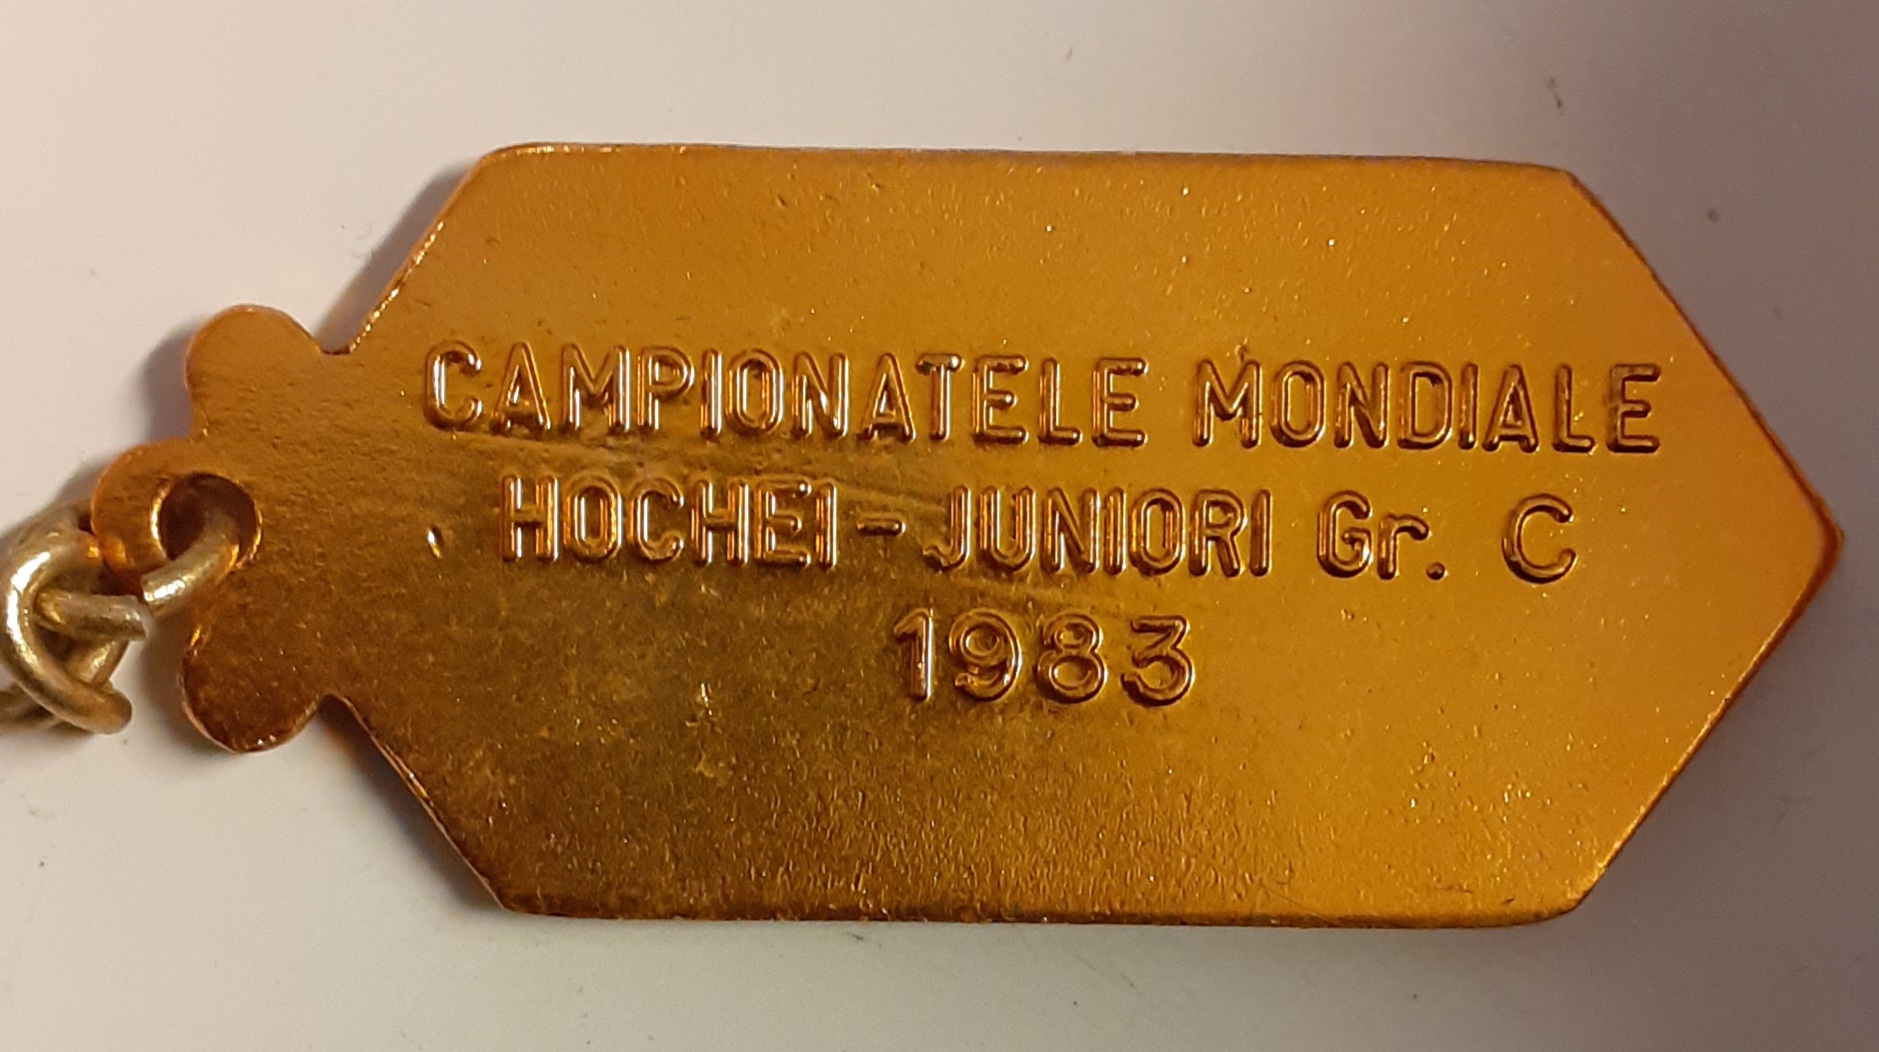 CAMPIONATELE MONDIALE
HOCHEI - JUNIORI Gr. C
1983